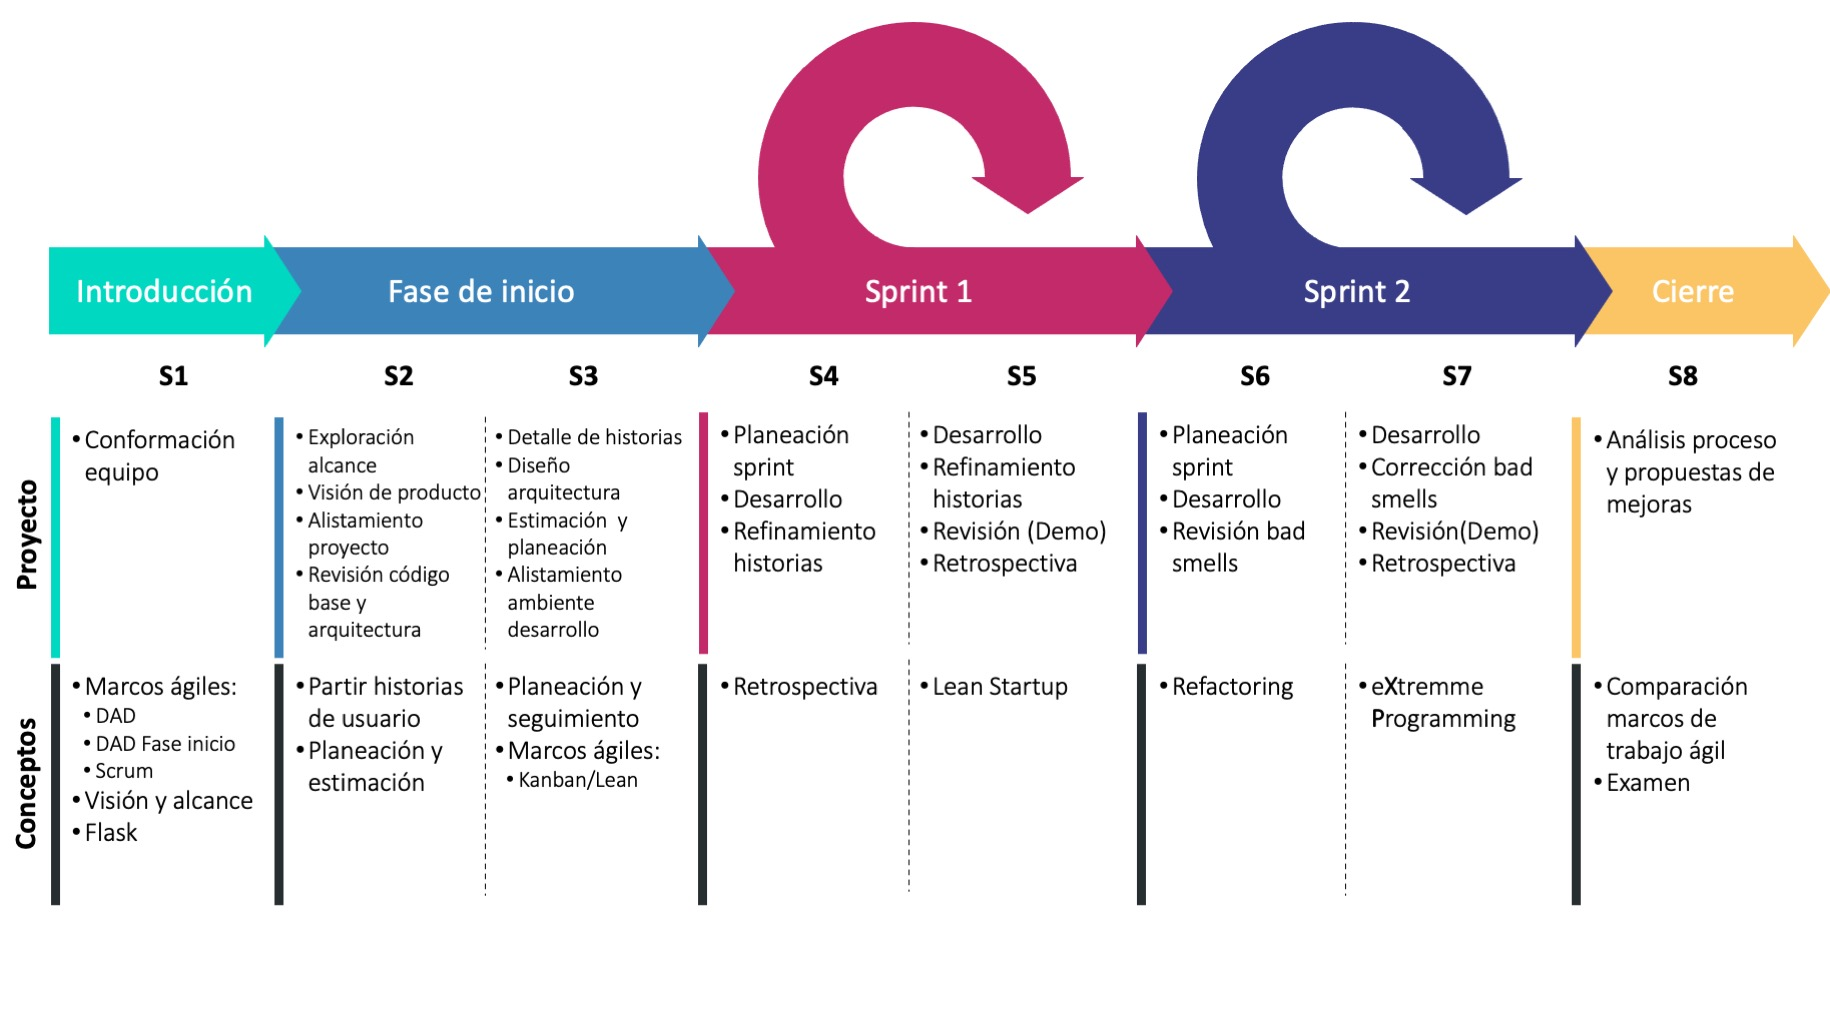 Introducción
Fase de inicio
Sprint 1
Sprint 2
Cierre
S1
S2
S3
S4
S5
S6
S7
S8
Proyecto
• Conformación
equipo
• Exploración
alcance
• Visión de producto
• Alistamiento
proyecto
• Revisión código
base y
arquitectura
• Detalle de historias
• Diseño
arquitectura
• Estimación y
planeación
• Alistamiento
ambiente
desarrollo
• Planeación
sprint
• Desarrollo
• Refinamiento
historias
• Desarrollo
• Refinamiento
historias
• Revisión (Demo)
• Retrospectiva
• Planeación
sprint
• Desarrollo
• Revisión bad
smells
• Desarrollo
• Corrección bad
smells
• Revisión(Demo)
• Retrospectiva
• Análisis proceso
y propuestas de
mejoras
Conceptos
• Marcos ágiles:
• DAD
• DAD Fase inicio
• Scrum
• Visión y alcance
• Flask
• Partir historias
de usuario
• Planeación y
estimación
• Planeación y
seguimiento
• Marcos ágiles:
• Kanban/Lean
• Retrospectiva
• Lean Startup
• Refactoring
• eXtremme
Programming
• Comparación
marcos de
trabajo ágil
• Examen